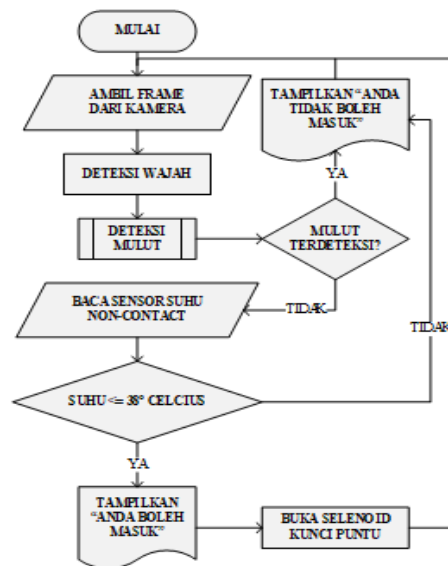 MULAI
AMBIL FRAME
DARI KAMERA
DETEKSI WAJAH
DETEKSI
MULUT
MULUT
TERDETEKSI?
YA
TAMPILKAN "ANDA
TIDAK BOLEH
MASUK"
TIDAK
BACA SENSOR SUHU
NON-CONTACT
SUHU <= 38° CELCIUS
TIDAK
YA
TAMPILKAN
"ANDA BOLEH
MASUK"
BUKA SELENOID
KUNCI PUNTU